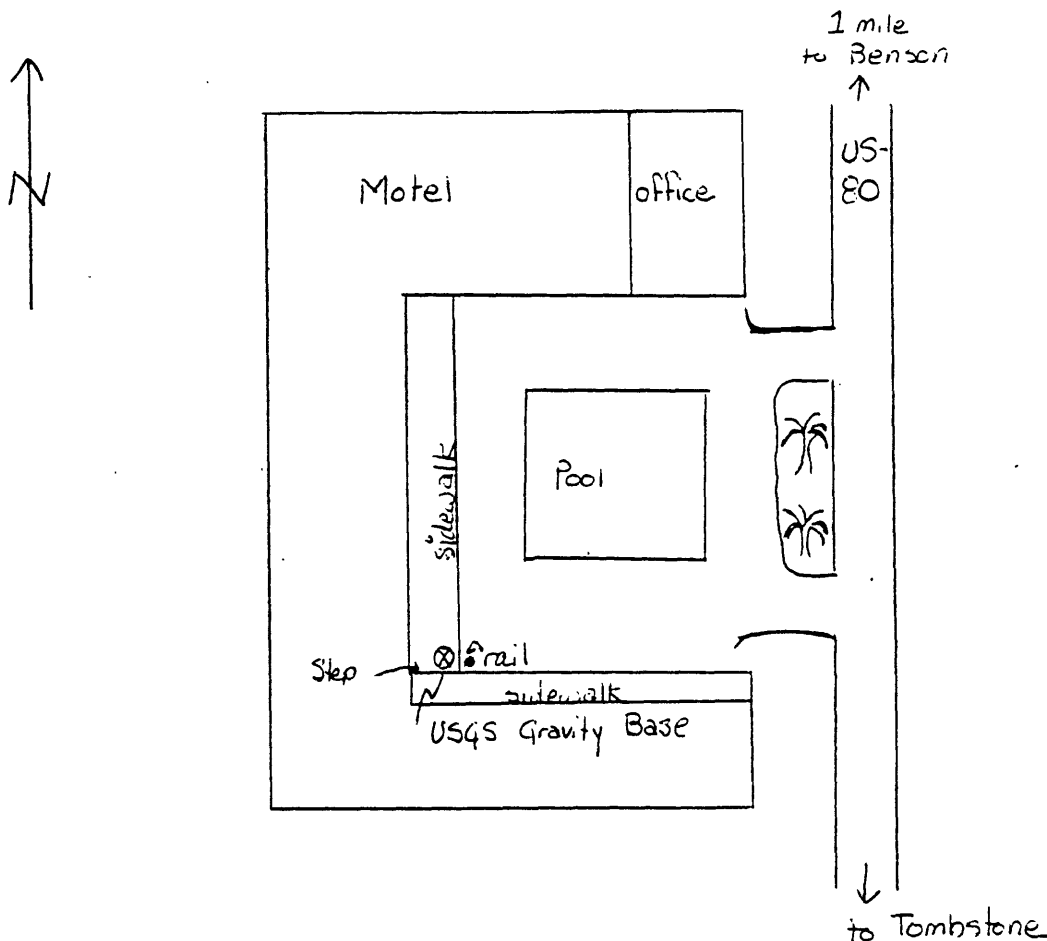 1 mile
to Benson
N
US-
80
Motel
office
sidewalk
Pool
Step
rail
sidewalk
USGS Gravity Base
to Tombstone